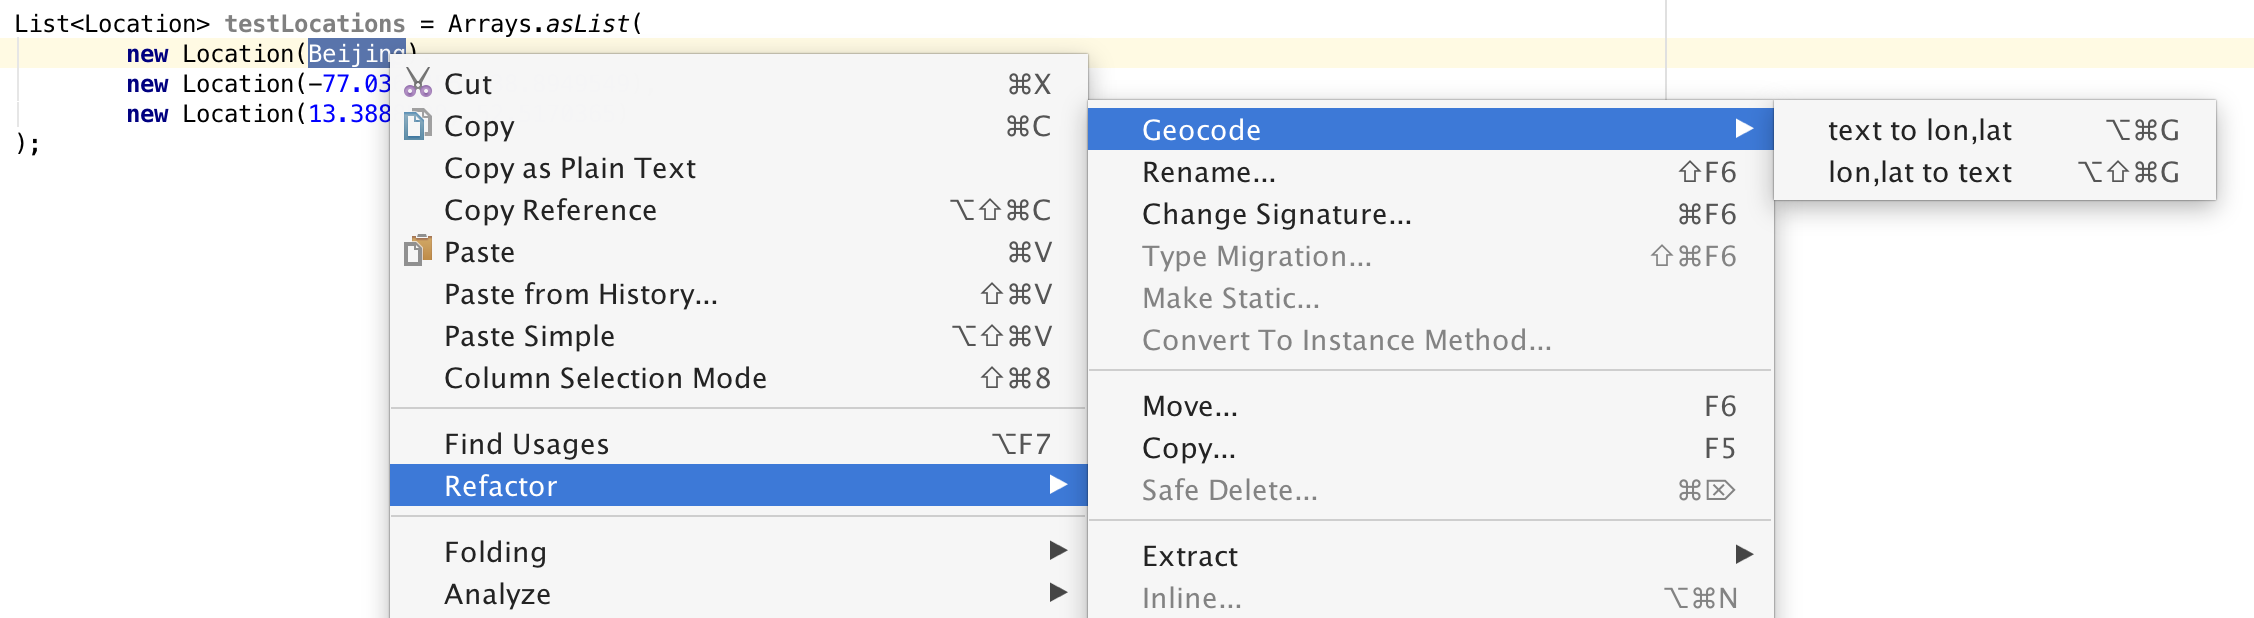 List<Location> testLocations = Arrays.asList(
new Location(Beijing)
new Location(-77.03
new Location(13.388
);
Cut ⌘X
Copy ⌘C
Copy as Plain Text
Copy Reference ⌥⇧⌘C
Paste ⌘V
Paste from History... ⇧⌘V
Paste Simple ⌥⇧⌘V
Column Selection Mode ⇧⌘8
Find Usages ⌥F7
Refactor ▶
Folding ▶
Analyze ▶
Geocode ▶
Rename... ⇧F6
Change Signature... ⌘F6
Type Migration... ⇧⌘F6
Make Static...
Convert To Instance Method...
Move... F6
Copy... F5
Safe Delete... ⌘⌦
Extract ▶
Inline... ⌥⌘N
text to lon,lat ⌥⌘G
lon,lat to text ⌥⇧⌘G